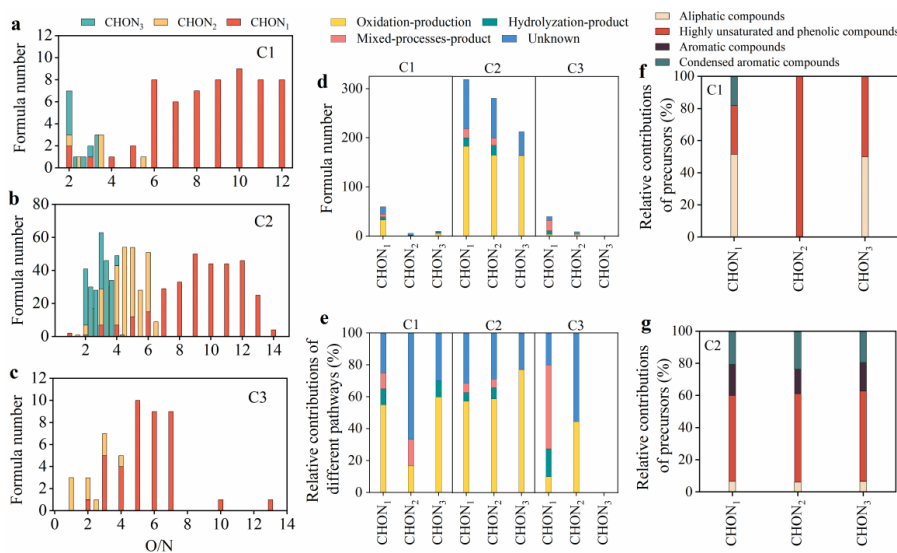 CHON₃ CHON₂ CHON₁
a
C1
Formula number
12
10
8
6
4
2
0
2 4 6 8 10 12
b
C2
Formula number
80
60
40
20
0
2 4 6 8 10 12 14
c
C3
Formula number
12
10
8
6
4
2
0
0 2 4 6 8 10 12 14
O/N
Oxidation-production Hydrolyzation-product
Mixed-processes-product Unknown
d
C1 C2 C3
Formula number
300
200
100
0
CHON₁ CHON₂ CHON₃ CHON₁ CHON₂ CHON₃ CHON₁ CHON₂ CHON₃
e
C1 C2 C3
Relative contributions of
different pathways (%)
100
80
60
40
20
0
CHON₁ CHON₂ CHON₃ CHON₁ CHON₂ CHON₃ CHON₁ CHON₂ CHON₃
Aliphatic compounds
Highly unsaturated and phenolic compounds
Aromatic compounds
Condensed aromatic compounds
f
C1
Relative contributions
of precursors (%)
100
80
60
40
20
0
CHON₁ CHON₂ CHON₃
g
C2
Relative contributions
of precursors (%)
100
80
60
40
20
0
CHON₁ CHON₂ CHON₃